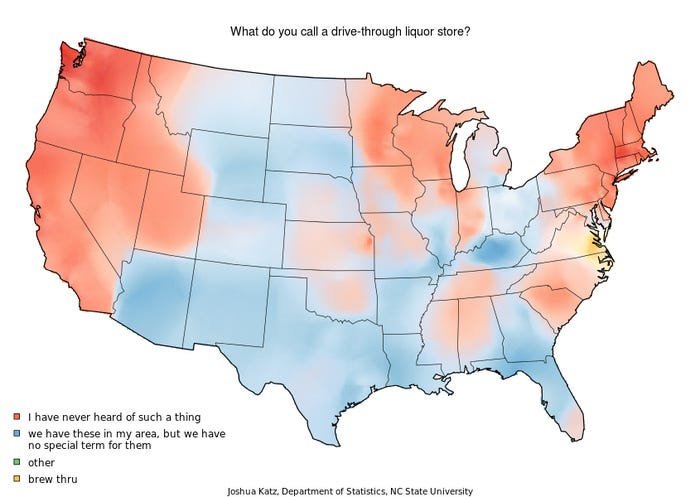 What do you call a drive-through liquor store?
I have never heard of such a thing
we have these in my area, but we have
no special term for them
other
brew thru
Joshua Katz, Department of Statistics, NC State University